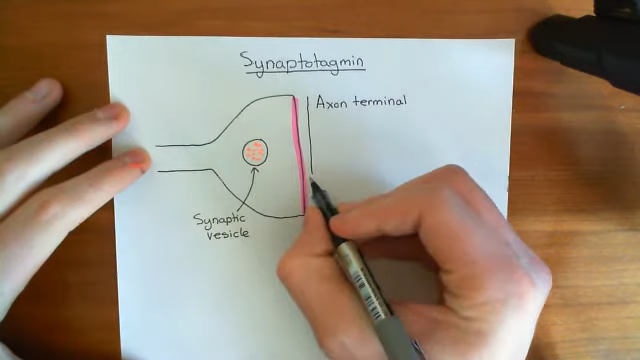 Synaptotagmin
Axon terminal
Synaptic
vesicle